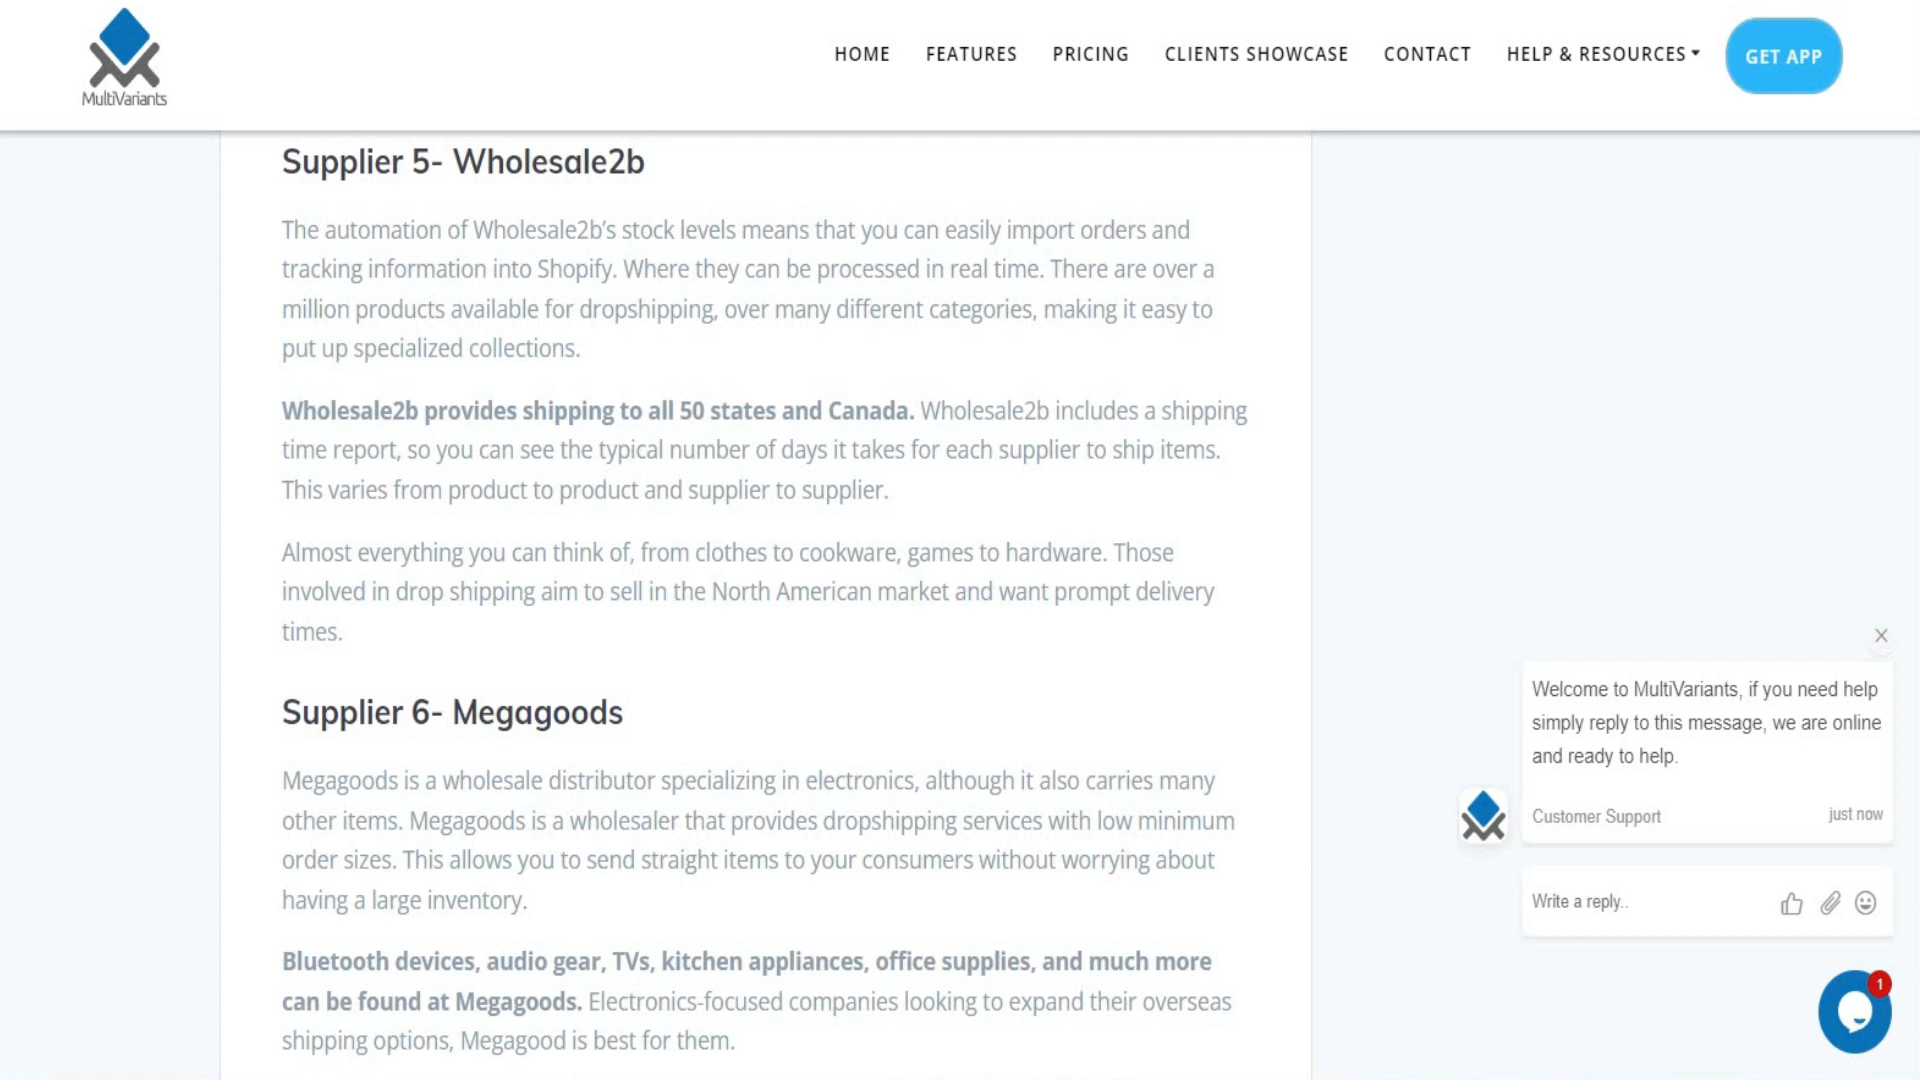 MultiVariants
HOME FEATURES PRICING CLIENTS SHOWCASE CONTACT HELP & RESOURCES GET APP
Supplier 5- Wholesale2b
The automation of Wholesale2b’s stock levels means that you can easily import orders and
tracking information into Shopify. Where they can be processed in real time. There are over a
million products available for dropshipping, over many different categories, making it easy to
put up specialized collections.
Wholesale2b provides shipping to all 50 states and Canada. Wholesale2b includes a shipping
time report, so you can see the typical number of days it takes for each supplier to ship items.
This varies from product to product and supplier to supplier.
Almost everything you can think of, from clothes to cookware, games to hardware. Those
involved in drop shipping aim to sell in the North American market and want prompt delivery
times.
Supplier 6- Megagoods
Megagoods is a wholesale distributor specializing in electronics, although it also carries many
other items. Megagoods is a wholesaler that provides dropshipping services with low minimum
order sizes. This allows you to send straight items to your consumers without worrying about
having a large inventory.
Bluetooth devices, audio gear, TVs, kitchen appliances, office supplies, and much more
can be found at Megagoods. Electronics-focused companies looking to expand their overseas
shipping options, Megagood is best for them.
Welcome to MultiVariants, if you need help
simply reply to this message, we are online
and ready to help.
Customer Support just now
Write a reply..
1